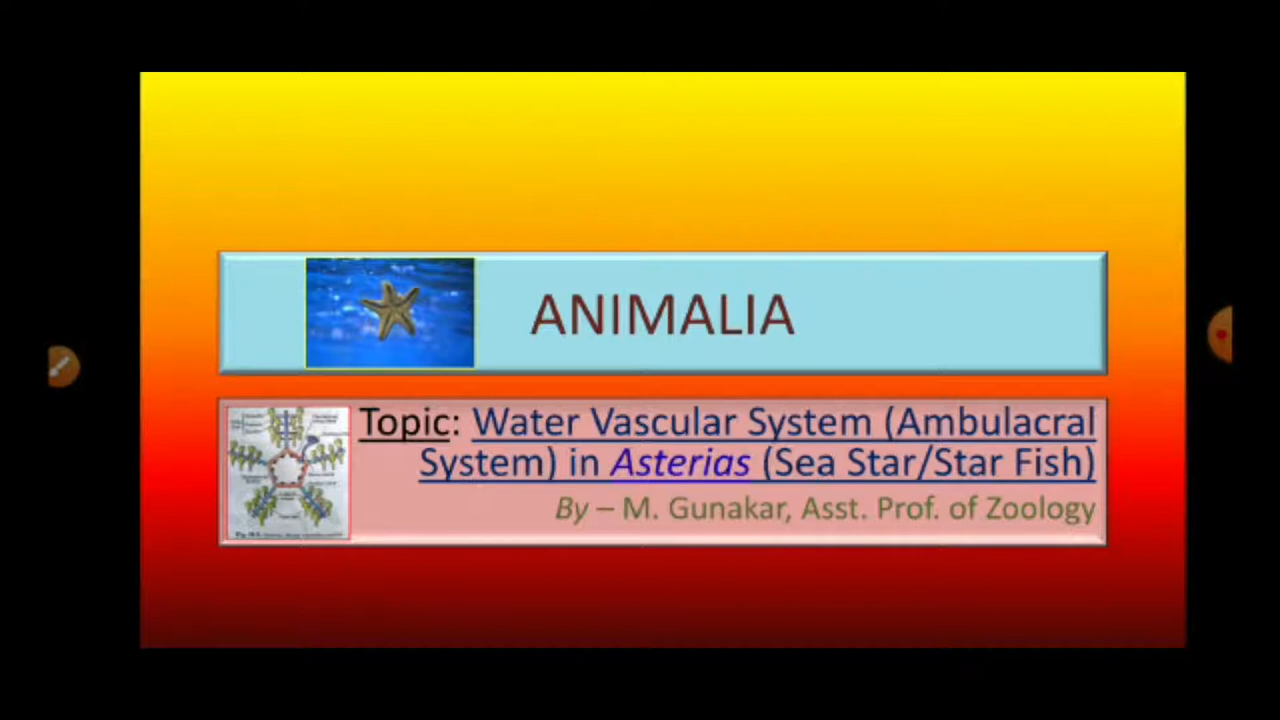 ANIMALIA
Topic: Water Vascular System (Ambulacral
System) in Asterias (Sea Star/Star Fish)
By – M. Gunakar, Asst. Prof. of Zoology